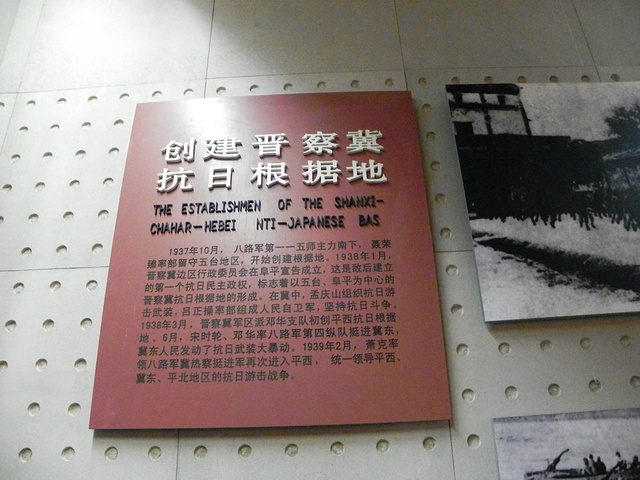 创建晋察冀
抗日根据地
THE ESTABLISHMEN OF THE SHANXI-
CHAHAR-HEBEI NTI-JAPANESE BAS
1937年10月，八路军第一一五师主力南下，聂荣
臻率部留守五台地区，开始创建根据地。1938年1月，
晋察冀边区行政委员会在阜平宣告成立，这是敌后建立
的第一个抗日民主政权，标志着以五台、阜平为中心的
晋察冀抗日根据地的形成。在冀中，孟庆山组织抗日游
击武装，吕正操率部组成人民自卫军，坚持抗日斗争。
1938年3月，晋察冀军区派邓华支队初创平西抗日根据
地。6月，宋时轮、邓华率八路军第四纵队挺进冀东，
冀东人民发动了抗日武装大暴动。1939年2月，萧克率
领八路军冀热察挺进军再次进入平西，统一领导平西、
冀东、平北地区的抗日游击战争。